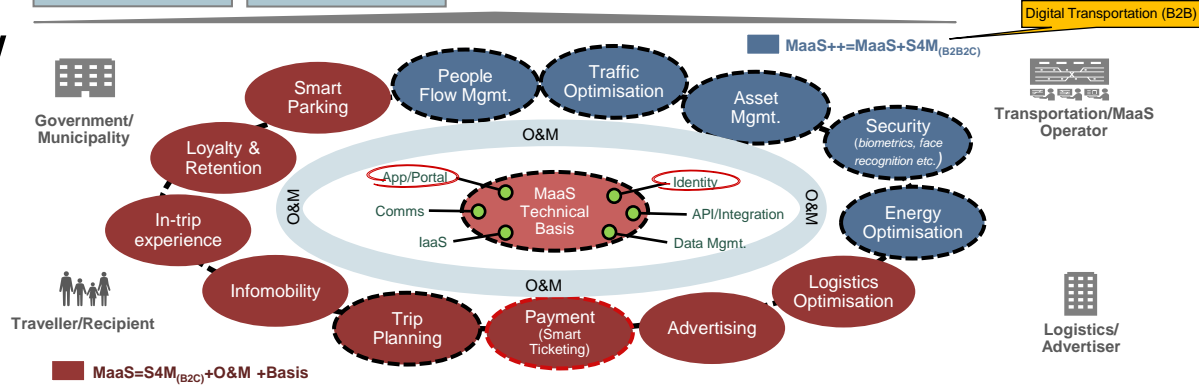 Digital Transportation (B2B)
y
MaaS++=MaaS+S4M(B2B2C)
Government/
Municipality
Transportation/MaaS
Operator
Smart
Parking
People
Flow Mgmt.
Traffic
Optimisation
Asset
Mgmt.
Security
(biometrics, face
recognition etc.)
Loyalty &
Retention
O&M
App/Portal
Identity
MaaS
Technical
Basis
Comms
API/Integration
IaaS
Data Mgmt.
O&M
O&M
In-trip
experience
Energy
Optimisation
O&M
Infomobility
Logistics
Optimisation
Trip
Planning
Payment
(Smart
Ticketing)
Advertising
Traveller/Recipient
Logistics/
Advertiser
MaaS=S4M(B2C)+O&M +Basis